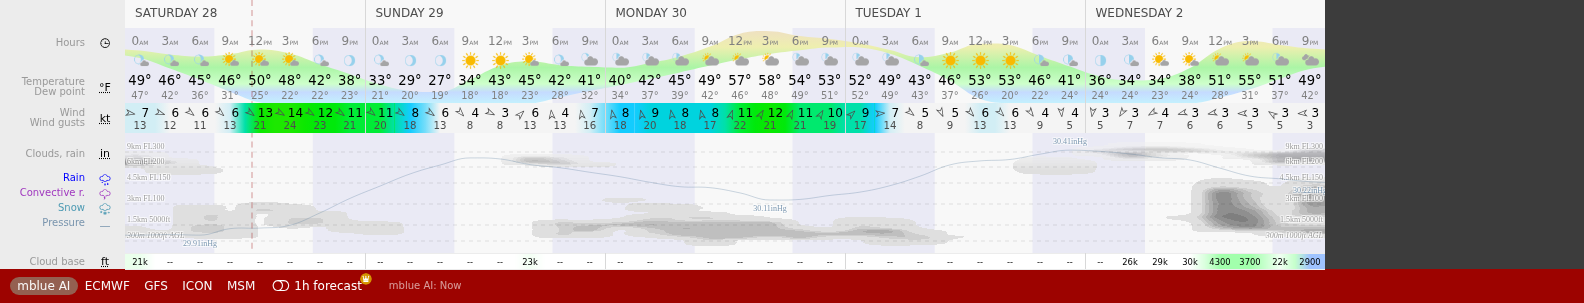 SATURDAY 28 SUNDAY 29 MONDAY 30 TUESDAY 1 WEDNESDAY 2
Hours 0AM 3AM 6AM 9AM 12PM 3PM 6PM 9PM 0AM 3AM 6AM 9AM 12PM 3PM 6PM 9PM 0AM 3AM 6AM 9AM 12PM 3PM 6PM 9PM 0AM 3AM 6AM 9AM 12PM 3PM 6PM 9PM 0AM 3AM 6AM 9AM 12PM 3PM 6PM 9PM
Temperature °F 49° 46° 45° 46° 50° 48° 42° 38° 33° 29° 27° 34° 43° 45° 42° 41° 40° 42° 45° 49° 57° 58° 54° 53° 52° 49° 43° 46° 53° 53° 46° 41° 36° 34° 34° 38° 51° 55° 51° 49°
Dew point 47° 42° 36° 31° 25° 22° 22° 23° 21° 20° 19° 18° 18° 23° 28° 32° 37° 39° 42° 47° 48° 49° 51° 52° 49° 37° 26° 20° 22° 24° 24° 24° 23° 24° 28° 31° 37° 42°
Wind kt 7 6 6 6 13 14 12 11 11 8 6 4 3 6 4 7 8 9 8 8 11 12 11 10 9 7 5 5 6 6 4 4 3 3 4 3 3 3 3 3
Wind gusts 13 12 11 13 21 24 23 21 20 18 13 8 8 13 13 16 18 20 18 17 22 21 21 19 17 14 8 9 13 13 9 5 5 7 7 6 6 5 5 3
Clouds, rain in
9km FL300 30.41inHg 9km FL300
Rain
4.5km FL150 4.5km FL150
Convective r.
3km FL100
Snow
30.11inHg
Pressure
1.5km 5000ft 1.5km 5000ft
300m 1000ft AGL 300m 1000ft AGL
29.91inHg
Cloud base ft 21k -- -- -- -- -- -- -- -- -- -- -- -- 23k -- -- -- -- -- -- -- -- -- -- -- -- -- -- -- -- -- -- -- 26k 29k 30k 4300 3700 22k 2900
mblue AI ECMWF GFS ICON MSM 1h forecast mblue AI: Now